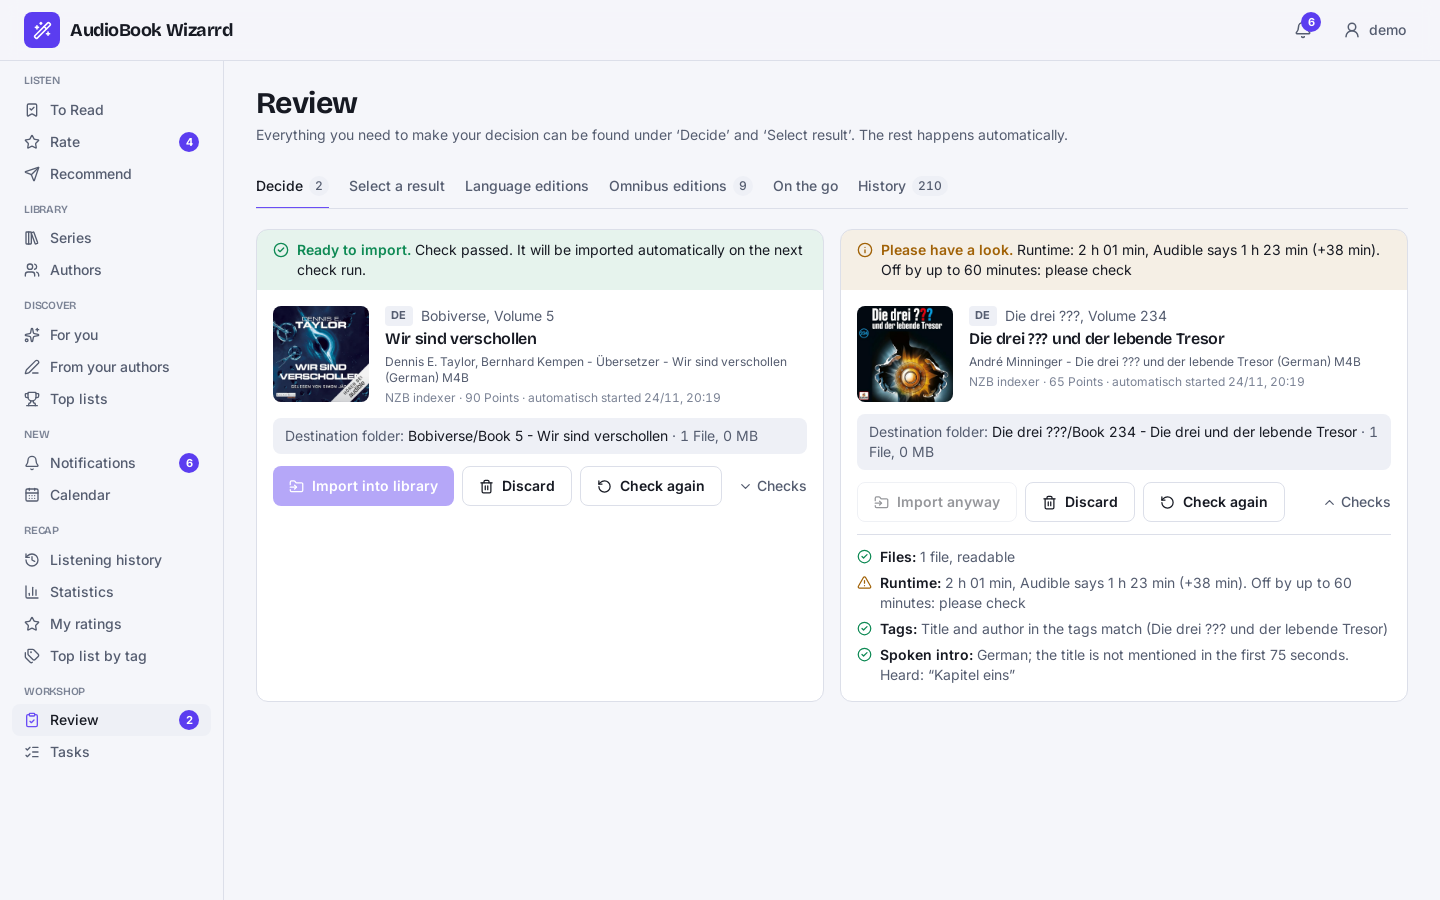 AudioBook Wizarrd
6
demo
LISTEN
To Read
Rate 4
Recommend
LIBRARY
Series
Authors
DISCOVER
For you
From your authors
Top lists
NEW
Notifications 6
Calendar
RECAP
Listening history
Statistics
My ratings
Top list by tag
WORKSHOP
Review 2
Tasks
Review
Everything you need to make your decision can be found under ‘Decide’ and ‘Select result’. The rest happens automatically.
Decide 2 Select a result Language editions Omnibus editions 9 On the go History 210
Ready to import. Check passed. It will be imported automatically on the next
check run.
DENNIS E.
TAYLOR
WIR SIND
VERSCHOLLEN
DE Bobiverse, Volume 5
Wir sind verschollen
Dennis E. Taylor, Bernhard Kempen - Übersetzer - Wir sind verschollen
(German) M4B
NZB indexer · 90 Points · automatisch started 24/11, 20:19
Destination folder: Bobiverse/Book 5 - Wir sind verschollen · 1 File, 0 MB
Import into library Discard Check again Checks
Please have a look. Runtime: 2 h 01 min, Audible says 1 h 23 min (+38 min).
Off by up to 60 minutes: please check
Die drei ???
und der lebende Tresor
DE Die drei ???, Volume 234
Die drei ??? und der lebende Tresor
André Minninger - Die drei ??? und der lebende Tresor (German) M4B
NZB indexer · 65 Points · automatisch started 24/11, 20:19
Destination folder: Die drei ???/Book 234 - Die drei und der lebende Tresor · 1
File, 0 MB
Import anyway Discard Check again Checks
Files: 1 file, readable
Runtime: 2 h 01 min, Audible says 1 h 23 min (+38 min). Off by up to 60
minutes: please check
Tags: Title and author in the tags match (Die drei ??? und der lebende Tresor)
Spoken intro: German; the title is not mentioned in the first 75 seconds.
Heard: “Kapitel eins”